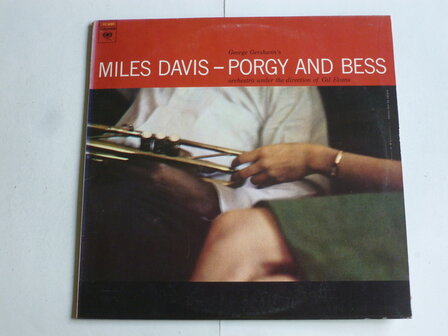 George Gershwin's
MILES DAVIS – PORGY AND BESS
orchestra under the direction of Gil Evans